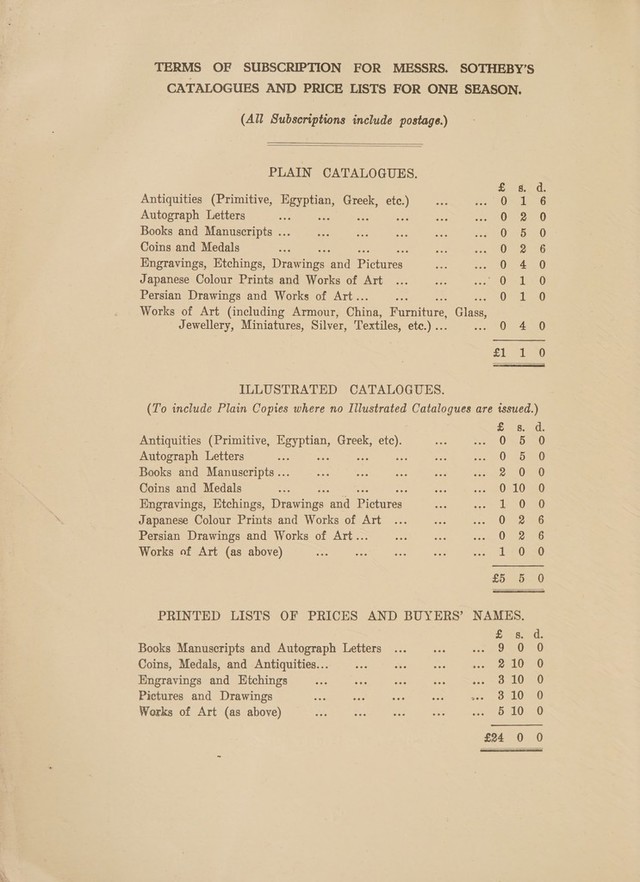 TERMS OF SUBSCRIPTION FOR MESSRS. SOTHEBY'S
CATALOGUES AND PRICE LISTS FOR ONE SEASON.
(All Subscriptions include postage.)
PLAIN CATALOGUES.
£ s. d.
Antiquities (Primitive, Egyptian, Greek, etc.) ... ... 0 1 6
Autograph Letters ... ... ... ... ... ... 0 2 0
Books and Manuscripts ... ... ... ... ... ... 0 5 0
Coins and Medals ... ... ... ... ... ... 0 2 6
Engravings, Etchings, Drawings and Pictures ... ... 0 4 0
Japanese Colour Prints and Works of Art ... ... ... 0 1 0
Persian Drawings and Works of Art ... ... ... ... 0 1 0
Works of Art (including Armour, China, Furniture, Glass,
Jewellery, Miniatures, Silver, Textiles, etc.) ... ... 0 4 0
£1 1 0
ILLUSTRATED CATALOGUES.
(To include Plain Copies where no Illustrated Catalogues are issued.)
£ s. d.
Antiquities (Primitive, Egyptian, Greek, etc). ... ... 0 5 0
Autograph Letters ... ... ... ... ... ... 0 5 0
Books and Manuscripts ... ... ... ... ... ... 2 0 0
Coins and Medals ... ... ... ... ... ... 0 10 0
Engravings, Etchings, Drawings and Pictures ... ... 1 0 0
Japanese Colour Prints and Works of Art ... ... ... 0 2 6
Persian Drawings and Works of Art ... ... ... ... 0 2 6
Works of Art (as above) ... ... ... ... ... 1 0 0
£5 5 0
PRINTED LISTS OF PRICES AND BUYERS' NAMES.
£ s. d.
Books Manuscripts and Autograph Letters ... ... ... 9 0 0
Coins, Medals, and Antiquities... ... ... ... ... 2 10 0
Engravings and Etchings ... ... ... ... ... 3 10 0
Pictures and Drawings ... ... ... ... ... 3 10 0
Works of Art (as above) ... ... ... ... ... 5 10 0
£24 0 0